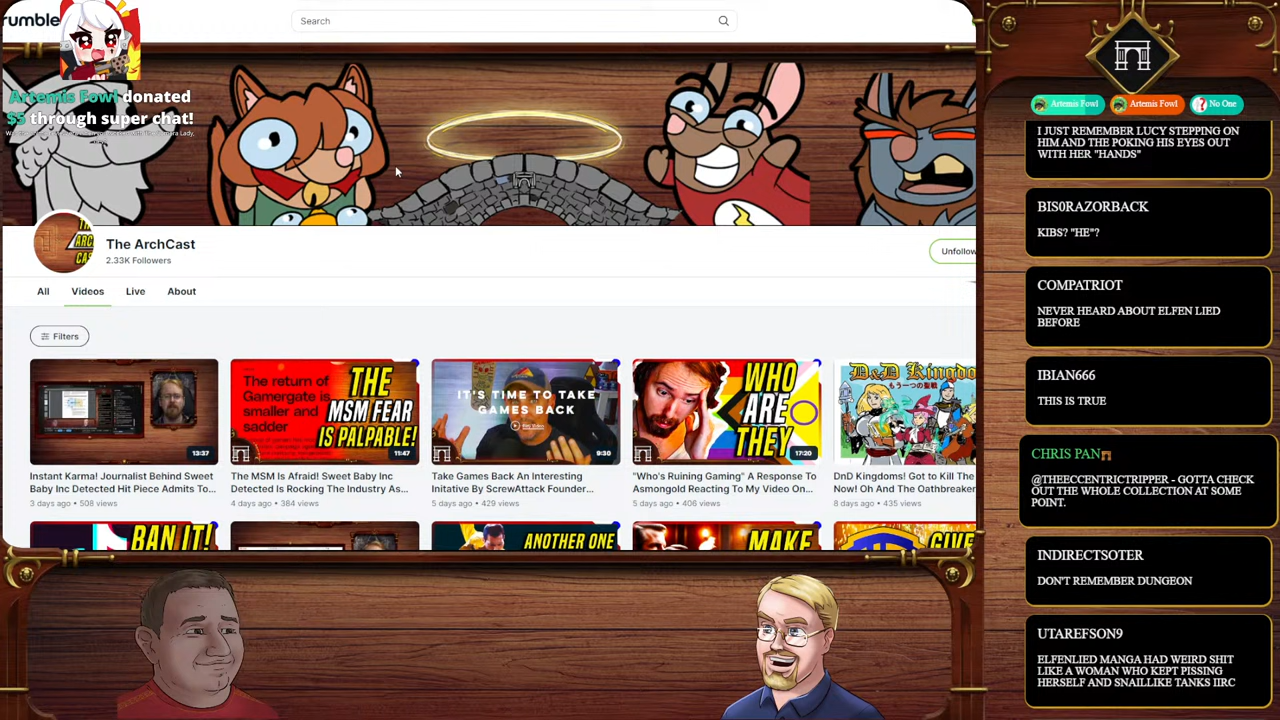 rumble
Search
Artemis Fowl donated
$5 through super chat!
The ArchCast
2.33K Followers
Unfollow
All
Videos
Live
About
Filters
13:37
Instant Karma! Journalist Behind Sweet
Baby Inc Detected Hit Piece Admits To...
3 days ago • 508 views
The return of
Gamergate is
smaller and
sadder
THE
MSM FEAR
IS PALPABLE!
11:47
The MSM Is Afraid! Sweet Baby Inc
Detected Is Rocking The Industry As...
4 days ago • 384 views
IT'S TIME TO TAKE
GAMES BACK
9:30
Take Games Back An Interesting
Initative By ScrewAttack Founder...
5 days ago • 429 views
WHO
ARE
THEY
17:20
"Who's Ruining Gaming" A Response To
Asmongold Reacting To My Video On...
5 days ago • 406 views
D&D Kingdo
DnD Kingdoms! Got to Kill The
Now! Oh And The Oathbreaker
8 days ago • 435 views
BAN IT!
ANOTHER ONE
MAKE
GIVE
Artemis Fowl
Artemis Fowl
No One
I JUST REMEMBER LUCY STEPPING ON
HIM AND THE POKING HIS EYES OUT
WITH HER "HANDS"
BIS0RAZORBACK
KIBS? "HE"?
COMPATRIOT
NEVER HEARD ABOUT ELFEN LIED
BEFORE
IBIAN666
THIS IS TRUE
CHRIS PAN
@THEECCENTRICTRIPPER - GOTTA CHECK
OUT THE WHOLE COLLECTION AT SOME
POINT.
INDIRECTSOTER
DON'T REMEMBER DUNGEON
UTAREFSON9
ELFENLIED MANGA HAD WEIRD SHIT
LIKE A WOMAN WHO KEPT PISSING
HERSELF AND SNAILLIKE TANKS IIRC